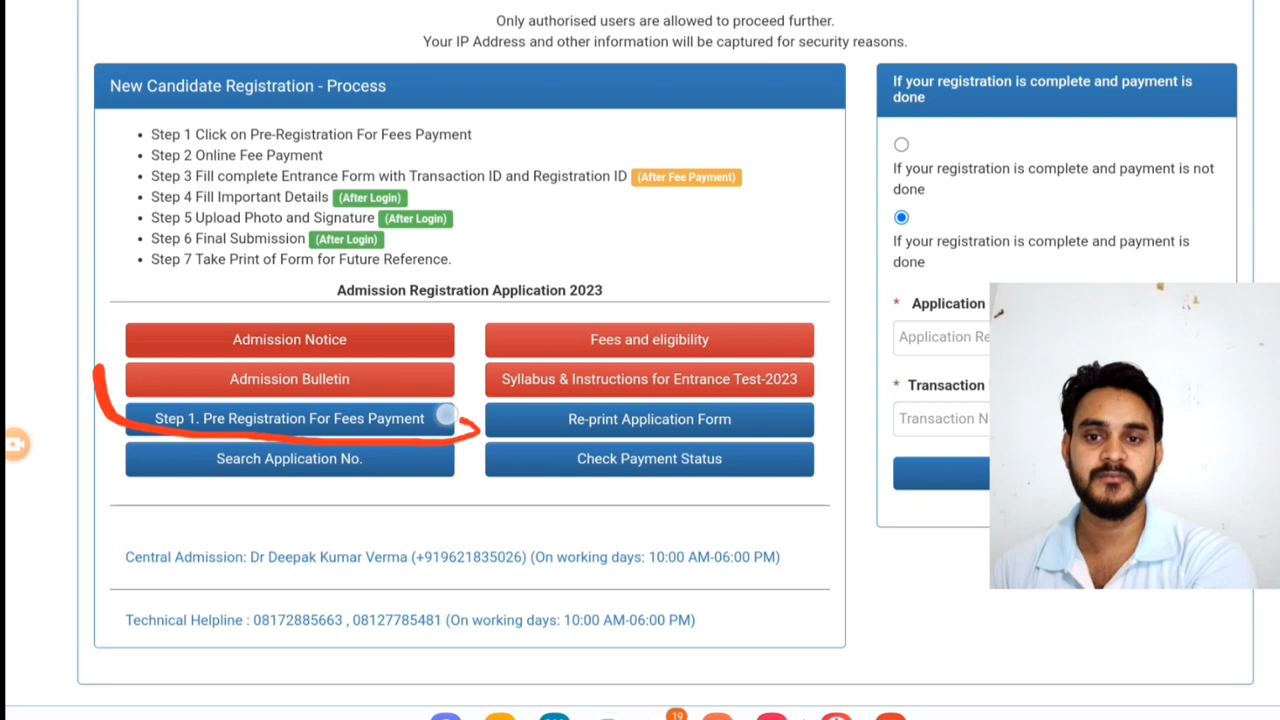 Only authorised users are allowed to proceed further.
Your IP Address and other information will be captured for security reasons.
New Candidate Registration - Process
Step 1 Click on Pre-Registration For Fees Payment
Step 2 Online Fee Payment
Step 3 Fill complete Entrance Form with Transaction ID and Registration ID (After Fee Payment)
Step 4 Fill Important Details (After Login)
Step 5 Upload Photo and Signature (After Login)
Step 6 Final Submission (After Login)
Step 7 Take Print of Form for Future Reference.
Admission Registration Application 2023
Admission Notice
Fees and eligibility
Admission Bulletin
Syllabus & Instructions for Entrance Test-2023
Step 1. Pre Registration For Fees Payment
Re-print Application Form
Search Application No.
Check Payment Status
Central Admission: Dr Deepak Kumar Verma (+919621835026) (On working days: 10:00 AM-06:00 PM)
Technical Helpline : 08172885663 , 08127785481 (On working days: 10:00 AM-06:00 PM)
If your registration is complete and payment is
done
If your registration is complete and payment is not
done
If your registration is complete and payment is
done
* Application
Application Re
* Transaction
Transaction N
19